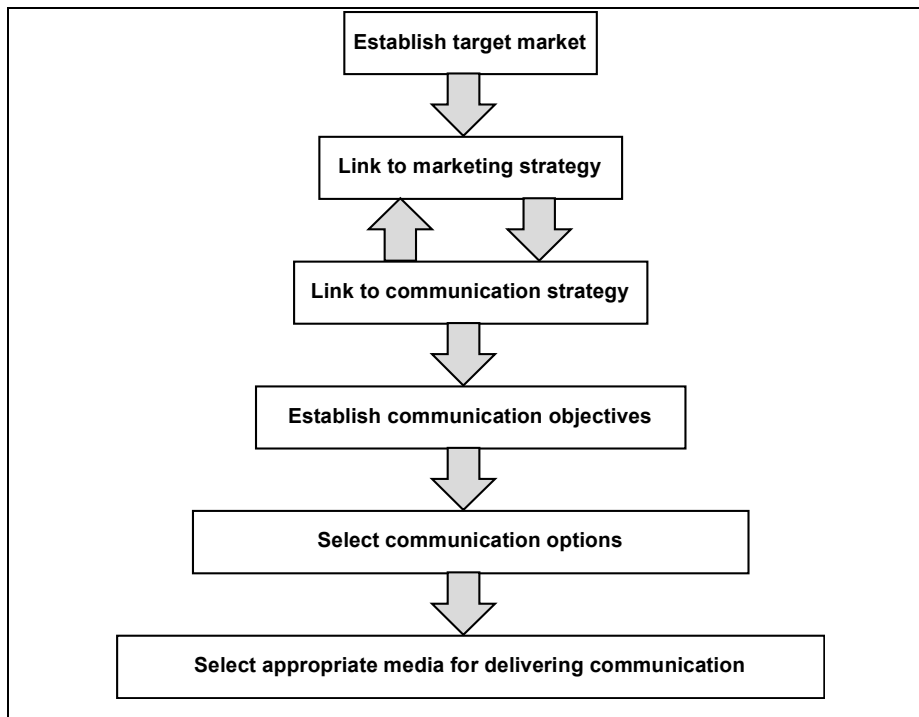 Establish target market
Link to marketing strategy
Link to communication strategy
Establish communication objectives
Select communication options
Select appropriate media for delivering communication